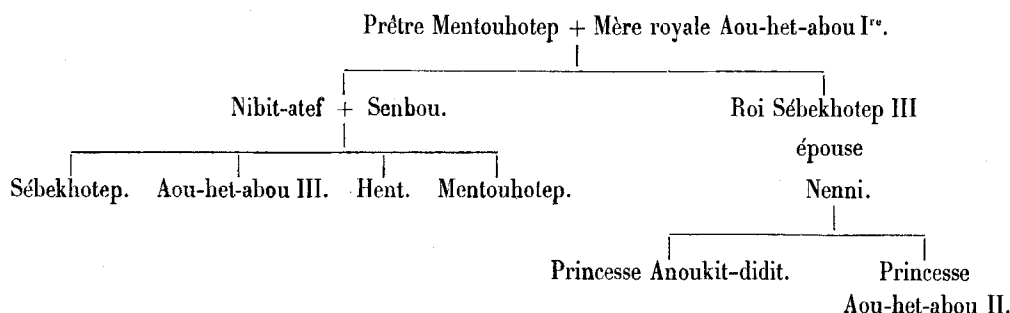 Prêtre Mentouhotep + Mère royale Aou-het-abou Iʳᵉ.
Nibit-atef + Senbou.
Roi Sébekhotep III
épouse
Nenni.
Sébekhotep. Aou-het-abou III. Hent. Mentouhotep.
Princesse Anoukit-didit.
Princesse
Aou-het-abou II.